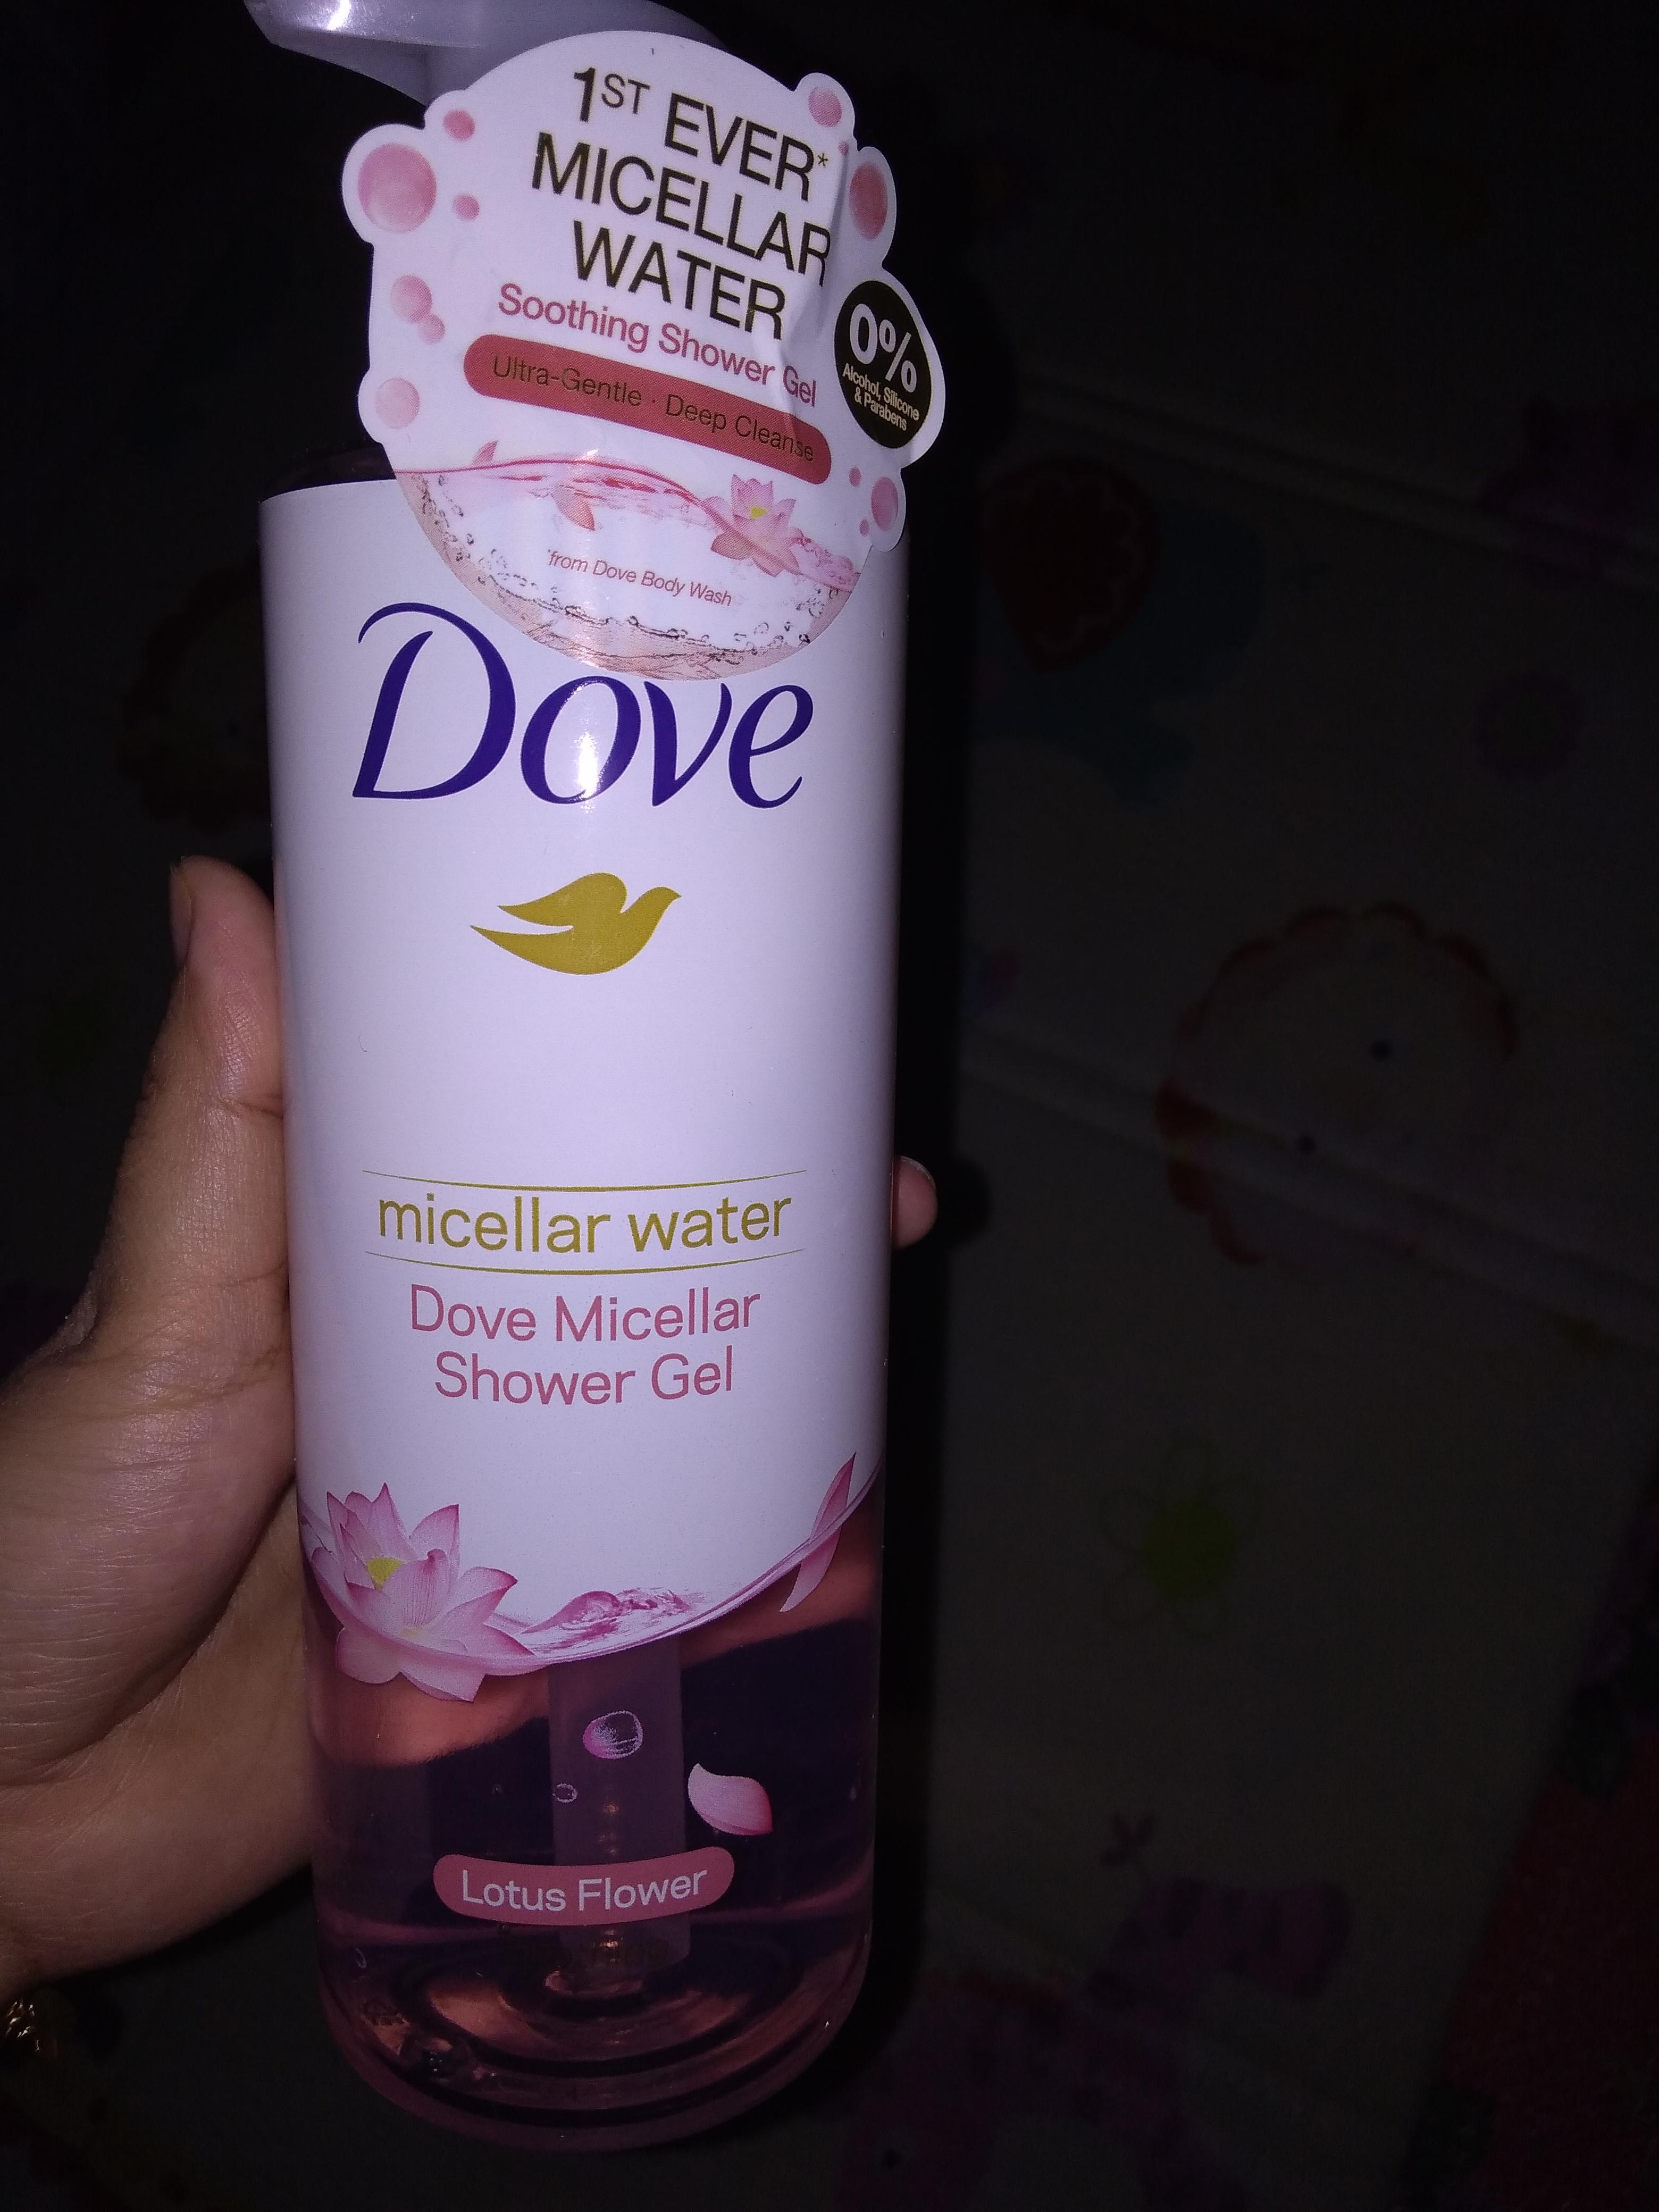 1ST EVER*
MICELLAR
WATER
Soothing Shower Gel
Ultra-Gentle · Deep Cleanse
0%
Alcohol, Silicone
& Parabens
*from Dove Body Wash
Dove
micellar water
Dove Micellar
Shower Gel
Lotus Flower